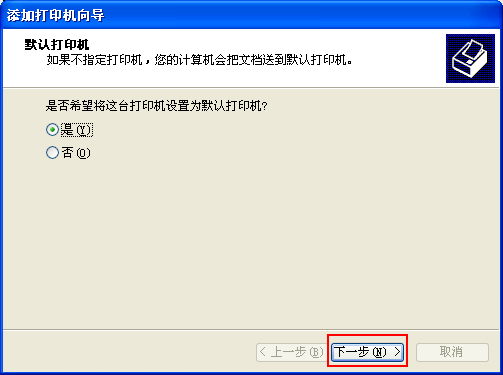 添加打印机向导
默认打印机
如果不指定打印机，您的计算机会把文档送到默认打印机。
是否希望将这台打印机设置为默认打印机?
是(Y)
否(O)
< 上一步(B) 下一步(N) > 取消